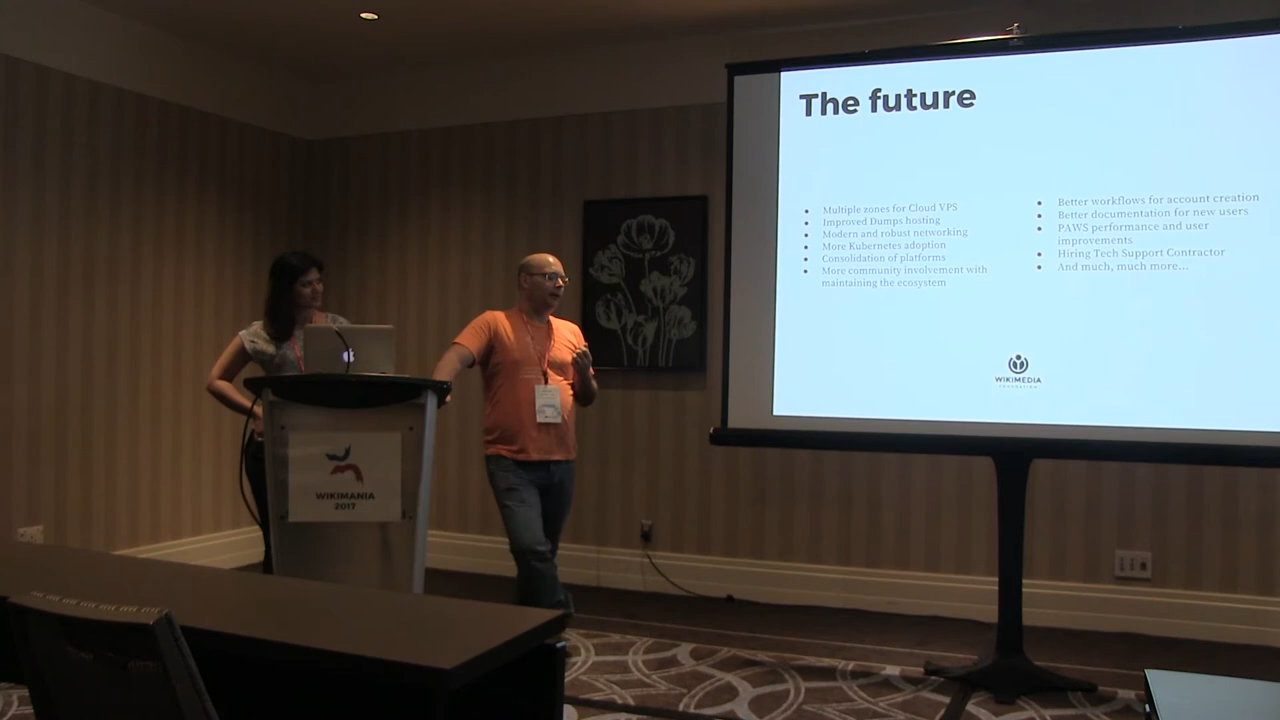 The future
Multiple zones for Cloud VPS
Improved Dumps hosting
Modern and robust networking
More Kubernetes adoption
Consolidation of platforms
More community involvement with
maintaining the ecosystem
Better workflows for account creation
Better documentation for new users
PAWS performance and user
improvements
Hiring Tech Support Contractor
And much, much more...
WIKIMEDIA
FOUNDATION
WIKIMANIA
2017